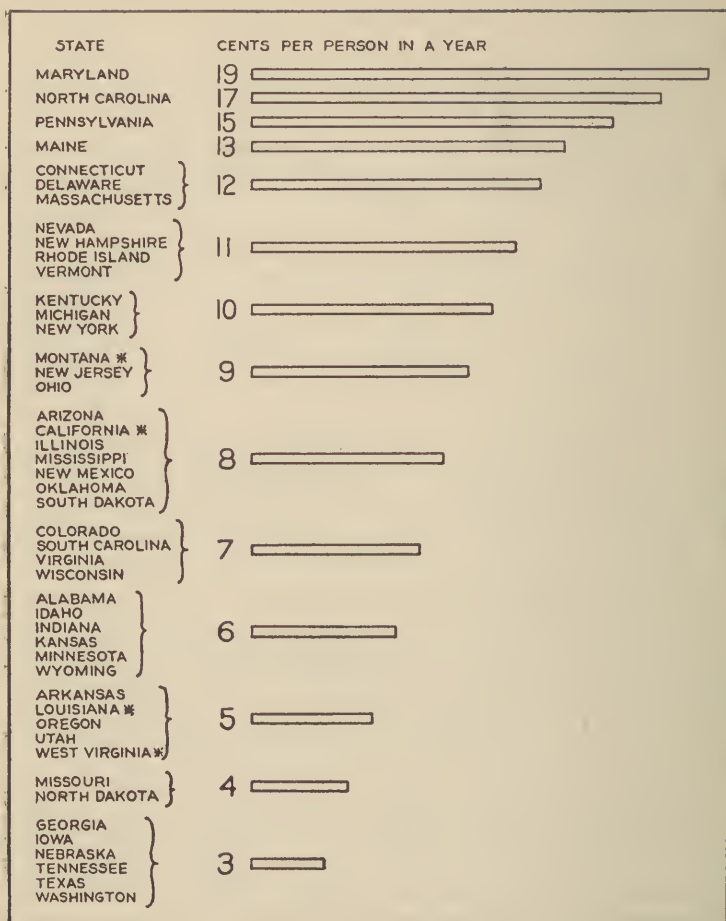 STATE CENTS PER PERSON IN A YEAR
MARYLAND 19
NORTH CAROLINA 17
PENNSYLVANIA 15
MAINE 13
CONNECTICUT
DELAWARE 12
MASSACHUSETTS
NEVADA
NEW HAMPSHIRE 11
RHODE ISLAND
VERMONT
KENTUCKY
MICHIGAN 10
NEW YORK
MONTANA *
NEW JERSEY 9
OHIO
ARIZONA
CALIFORNIA *
ILLINOIS
MISSISSIPPI 8
NEW MEXICO
OKLAHOMA
SOUTH DAKOTA
COLORADO
SOUTH CAROLINA 7
VIRGINIA
WISCONSIN
ALABAMA
IDAHO
INDIANA 6
KANSAS
MINNESOTA
WYOMING
ARKANSAS
LOUISIANA *
OREGON 5
UTAH
WEST VIRGINIA *
MISSOURI 4
NORTH DAKOTA
GEORGIA
IOWA
NEBRASKA 3
TENNESSEE
TEXAS
WASHINGTON